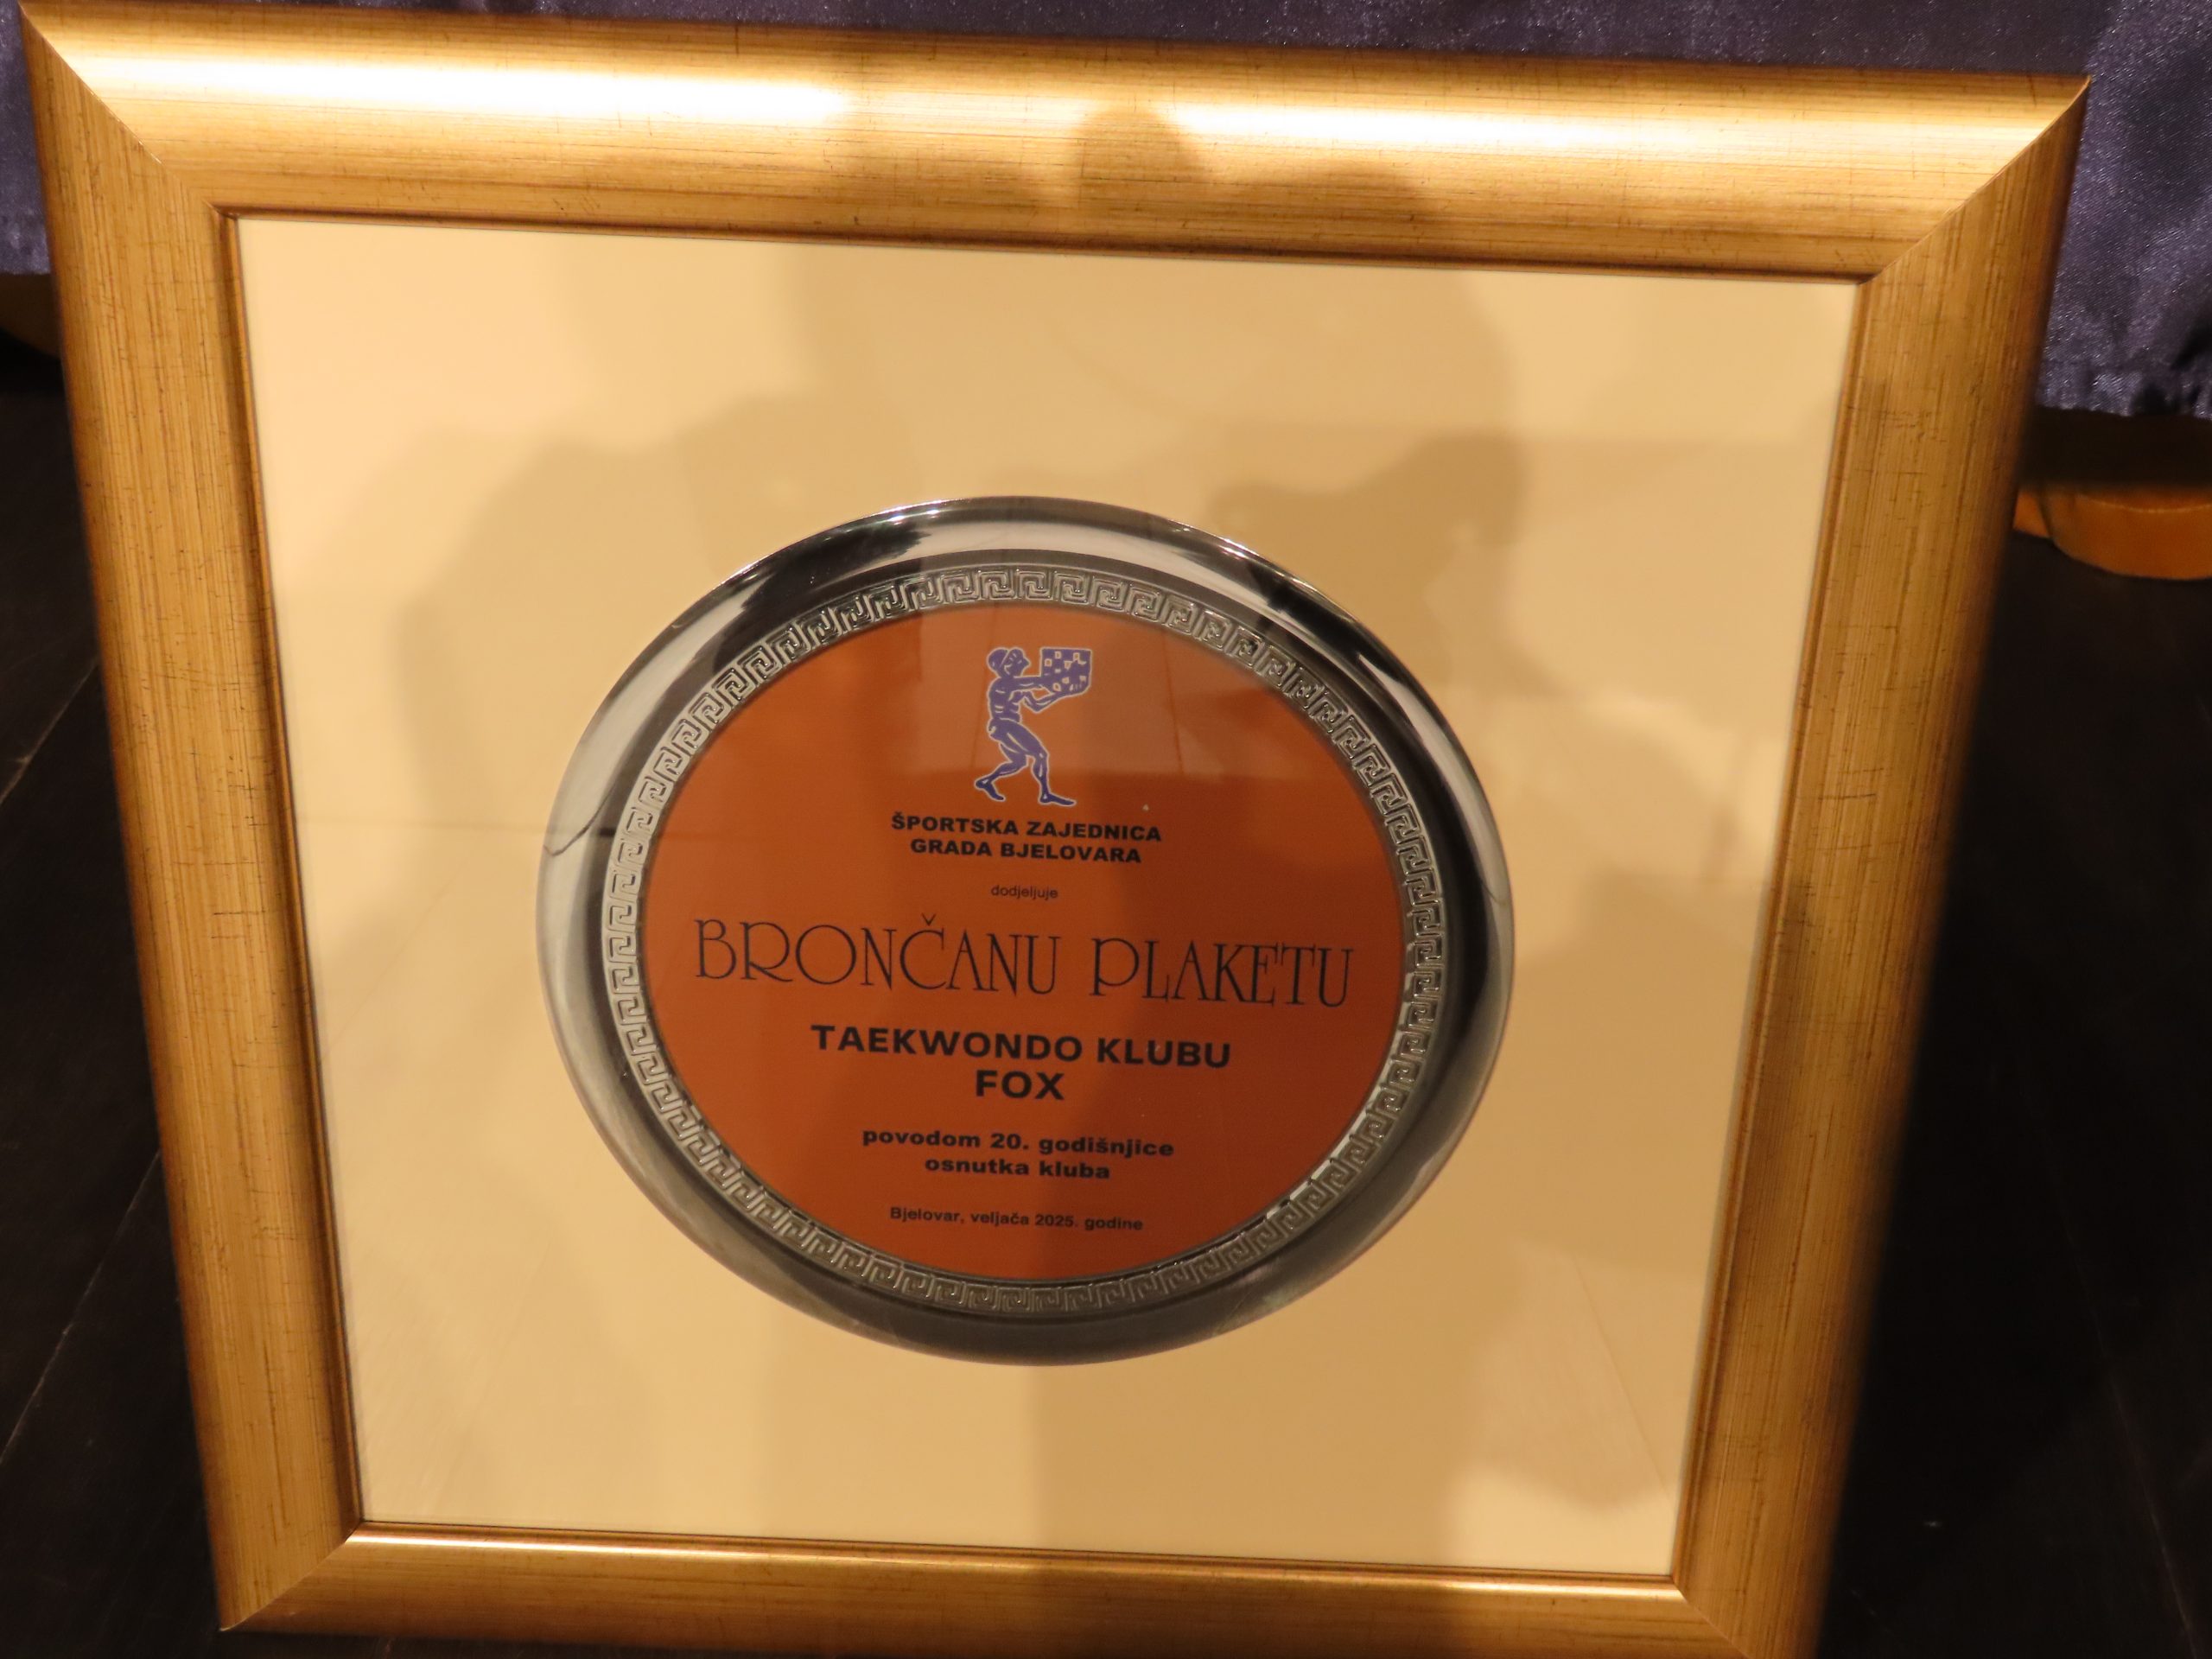 ŠPORTSKA ZAJEDNICA
GRADA BJELOVARA
dodjeljuje
BRONČANU PLAKETU
TAEKWONDO KLUBU
FOX
povodom 20. godišnjice
osnutka kluba
Bjelovar, veljača 2025. godine